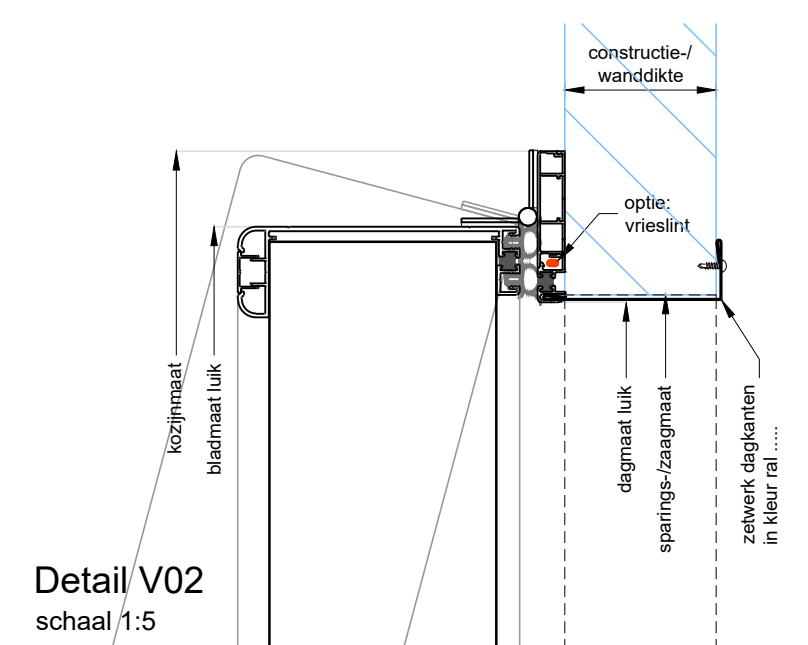 constructie-/
wanddikte
optie:
vrieslint
kozijnmaat
bladmaat luik
dagmaat luik
sparings-/zaagmaat
zetwerk dagkanten
in kleur ral .....
Detail V02
schaal 1:5